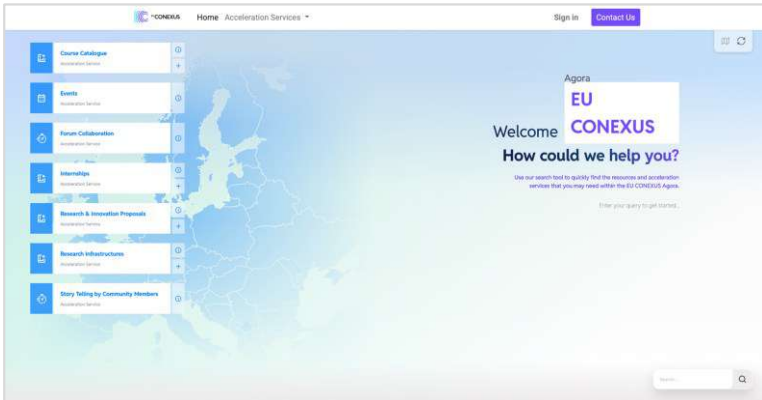 EU CONEXUS
Home
Acceleration Services
Sign in
Contact Us
Course Catalogue
Acceleration Service
Events
Acceleration Service
Forum Collaboration
Acceleration Service
Internships
Acceleration Service
Research & Innovation Proposals
Acceleration Service
Research Infrastructures
Acceleration Service
Story Telling by Community Members
Acceleration Service
Agora
Welcome
EU
CONEXUS
How could we help you?
Use our search tool to quickly find the resources and acceleration
services that you may need within the EU CONEXUS Agora.
Enter your query to get started...
Search...